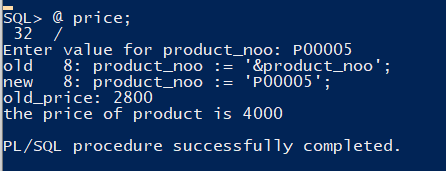 SQL> @ price;
 32  /
Enter value for product_noo: P00005
old   8: product_noo := '&product_noo';
new   8: product_noo := 'P00005';
old_price: 2800
the price of product is 4000
PL/SQL procedure successfully completed.